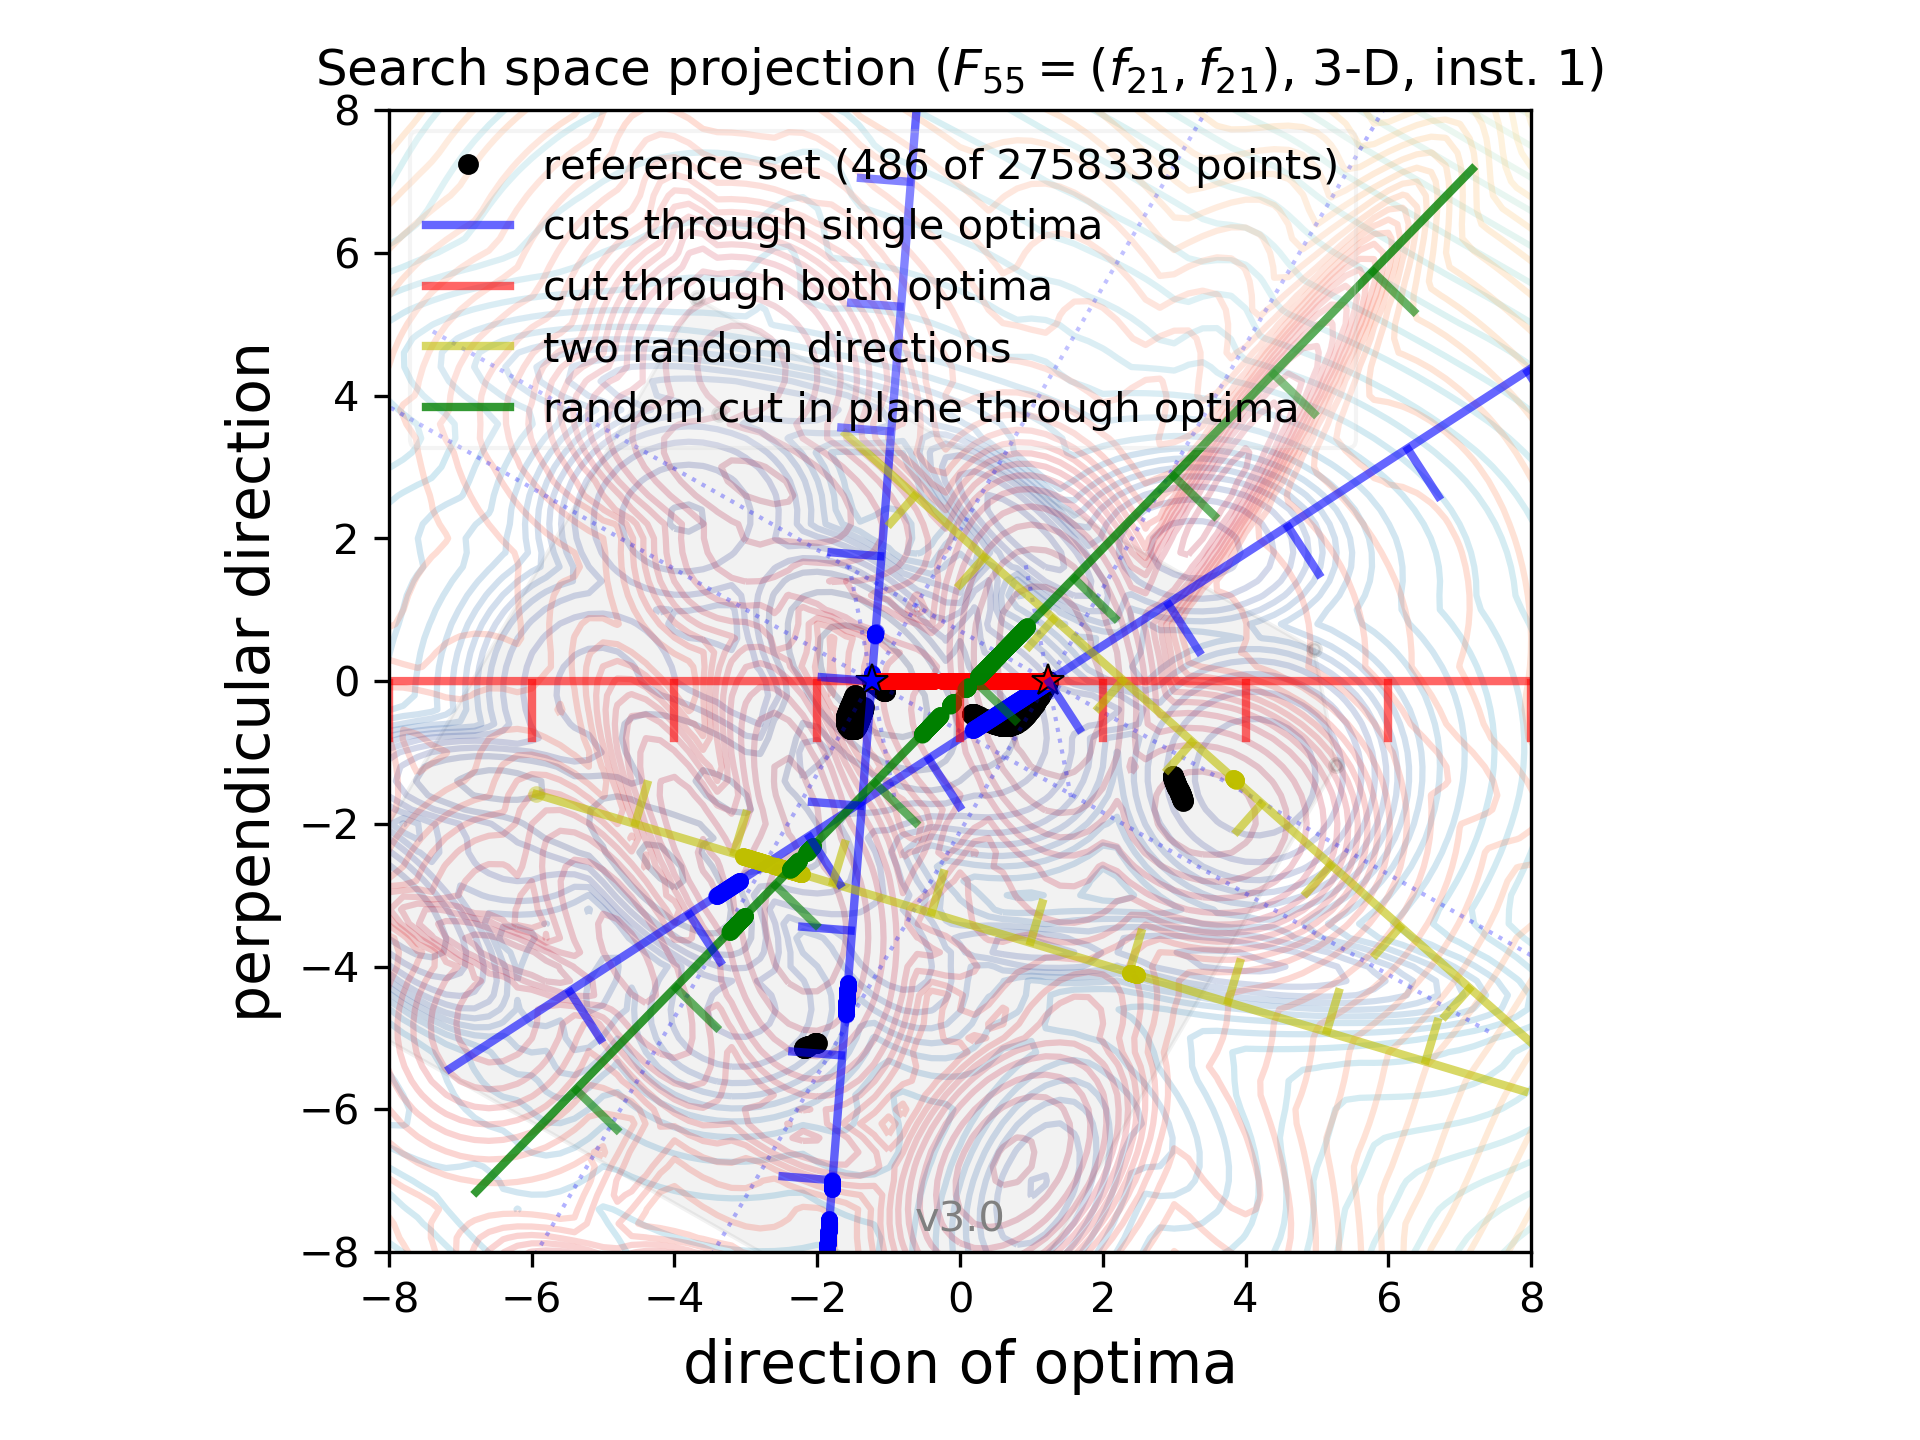 Search space projection (F55 = (f21, f21), 3-D, inst. 1)
8
6
4
2
0
−2
−4
−6
−8
perpendicular direction
reference set (486 of 2758338 points)
cuts through single optima
cut through both optima
two random directions
random cut in plane through optima
v3.0
−8 −6 −4 −2 0 2 4 6 8
direction of optima